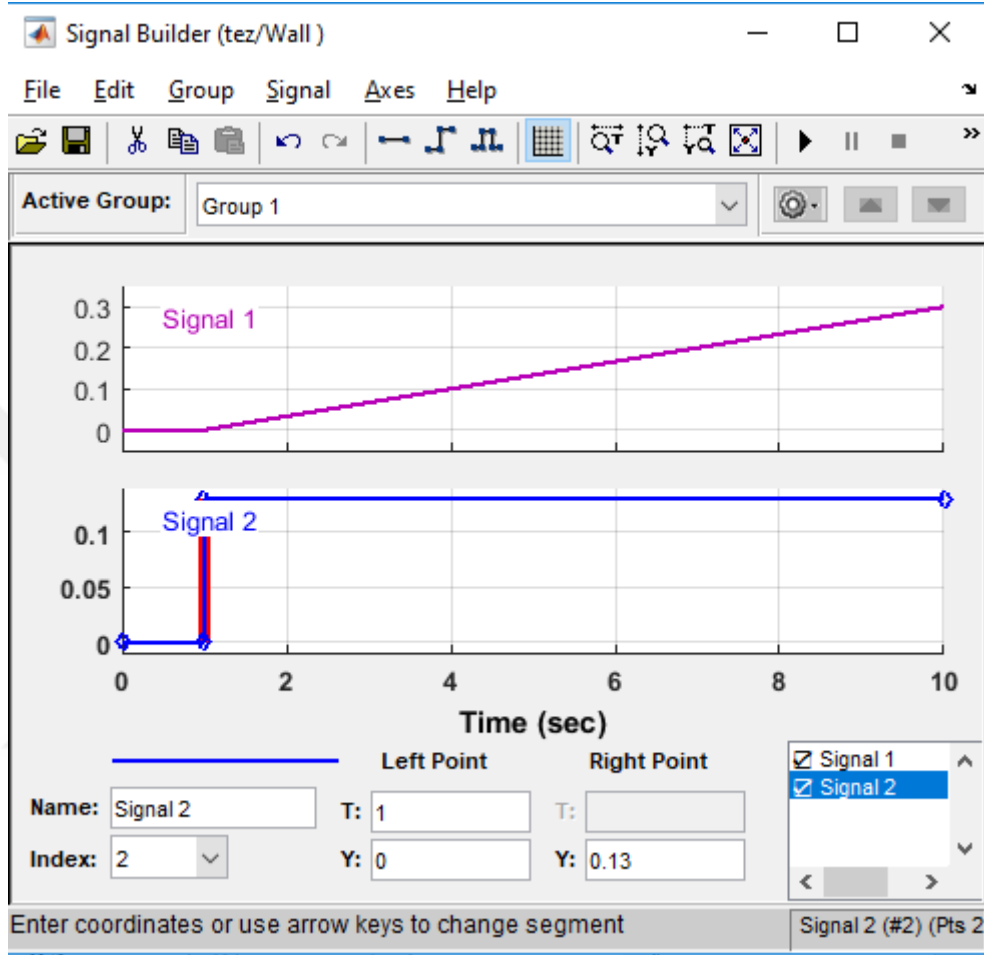 Signal Builder (tez/Wall )
File Edit Group Signal Axes Help
Active Group: Group 1
0.3
0.2
0.1
0
Signal 1
0.1
0.05
0
Signal 2
0 2 4 6 8 10
Time (sec)
Left Point Right Point
Name: Signal 2 T: 1 T:
Index: 2 Y: 0 Y: 0.13
Signal 1
Signal 2
Enter coordinates or use arrow keys to change segment
Signal 2 (#2) (Pts 2